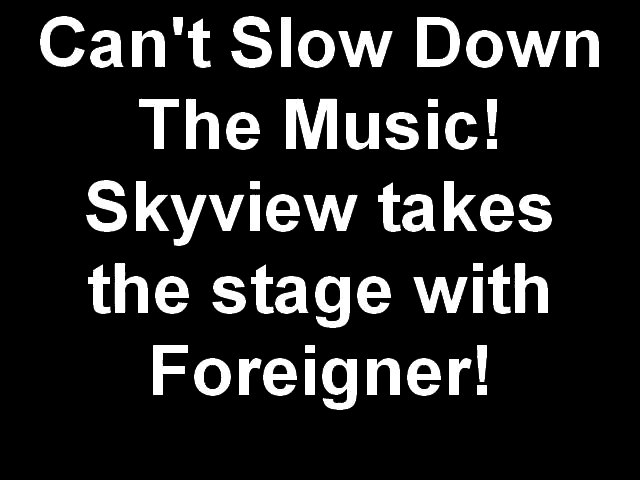 Can't Slow Down
The Music!
Skyview takes
the stage with
Foreigner!